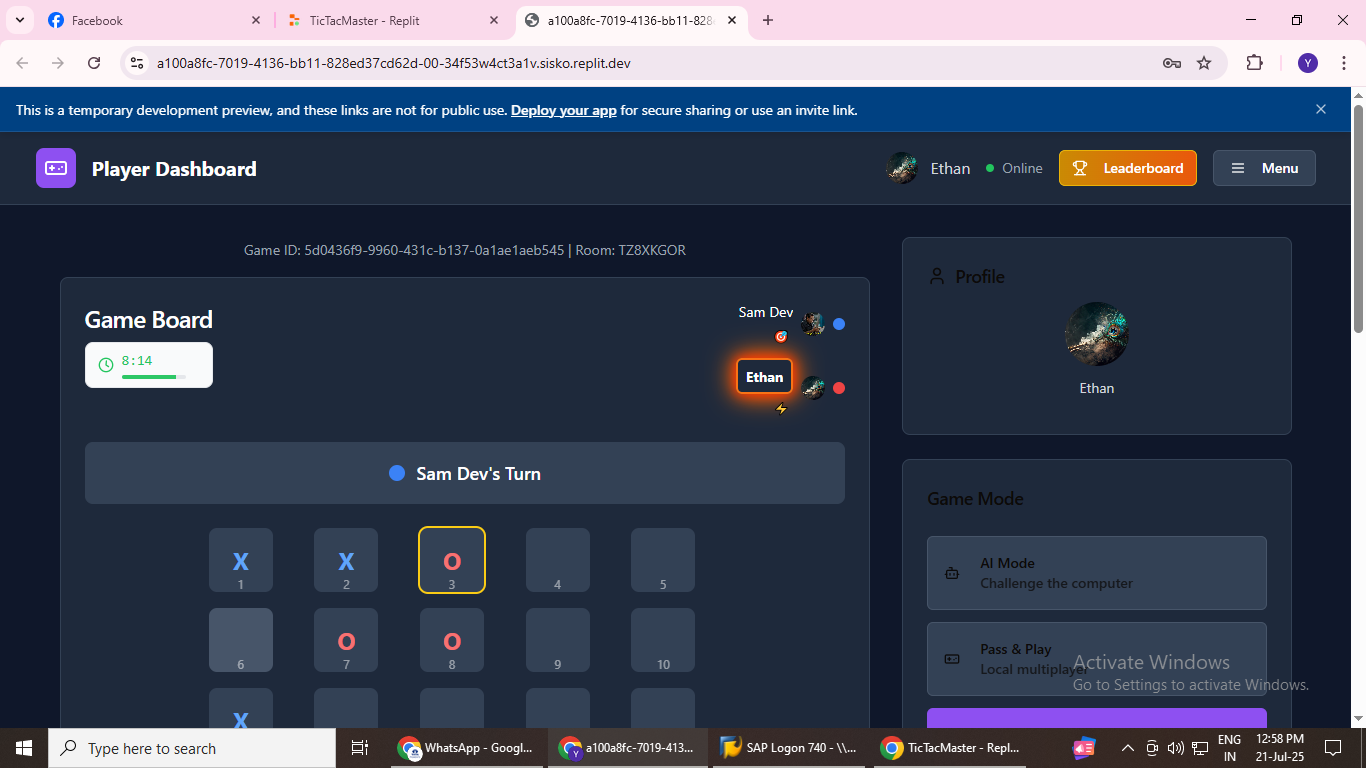 Facebook
TicTacMaster - Replit
a100a8fc-7019-4136-bb11-828e
a100a8fc-7019-4136-bb11-828ed37cd62d-00-34f53w4ct3a1v.sisko.replit.dev
Y
This is a temporary development preview, and these links are not for public use. Deploy your app for secure sharing or use an invite link.
Player Dashboard
Ethan
Online
Leaderboard
Menu
Game ID: 5d0436f9-9960-431c-b137-0a1ae1aeb545 | Room: TZ8XKGOR
Game Board
8:14
Sam Dev
Ethan
Sam Dev's Turn
X
1
X
2
O
3
4
5
6
O
7
O
8
9
10
X
Profile
Ethan
Game Mode
AI Mode
Challenge the computer
Pass & Play
Local multiplayer
Activate Windows
Go to Settings to activate Windows.
Type here to search
WhatsApp - Googl...
a100a8fc-7019-413...
SAP Logon 740 - \\...
TicTacMaster - Repl...
ENG
IN
12:58 PM
21-Jul-25